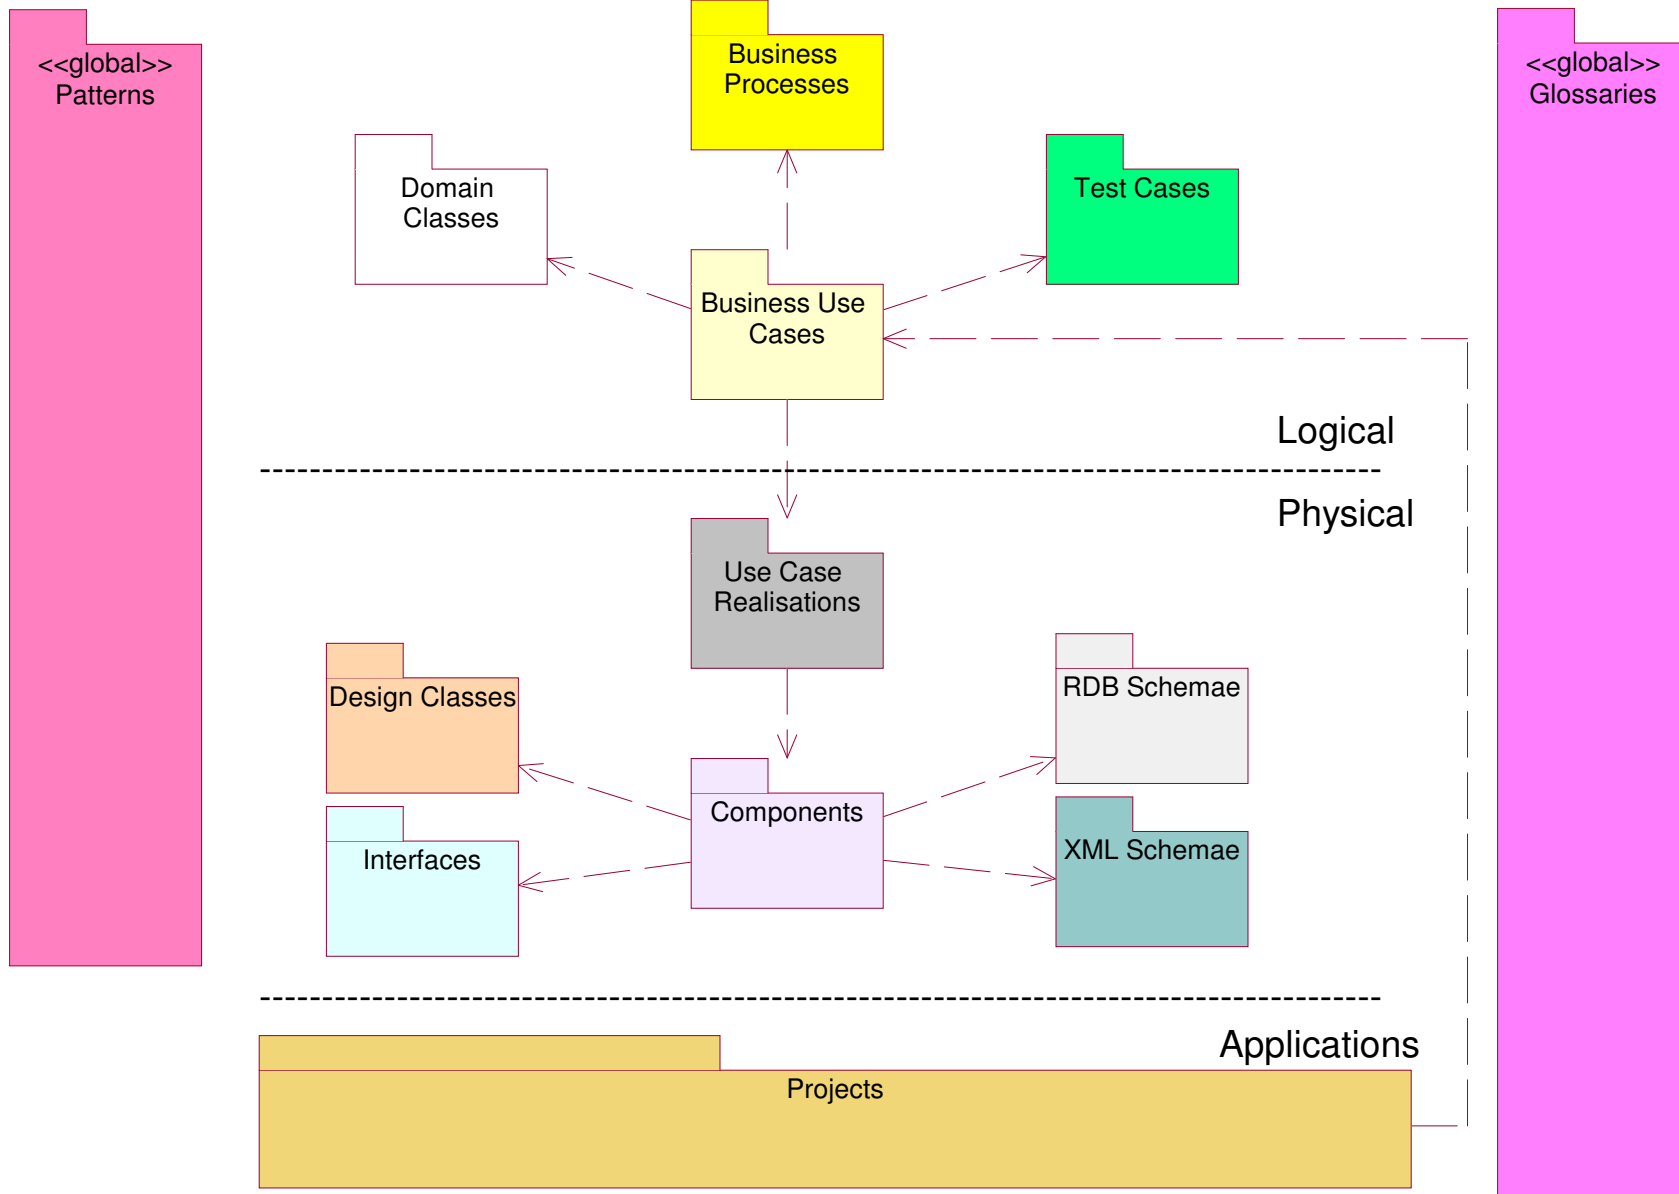 <<global>>
Patterns
Business
Processes
<<global>>
Glossaries
Domain
Classes
Test Cases
Business Use
Cases
Logical
Physical
Use Case
Realisations
Design Classes
RDB Schemae
Components
Interfaces
XML Schemae
Applications
Projects